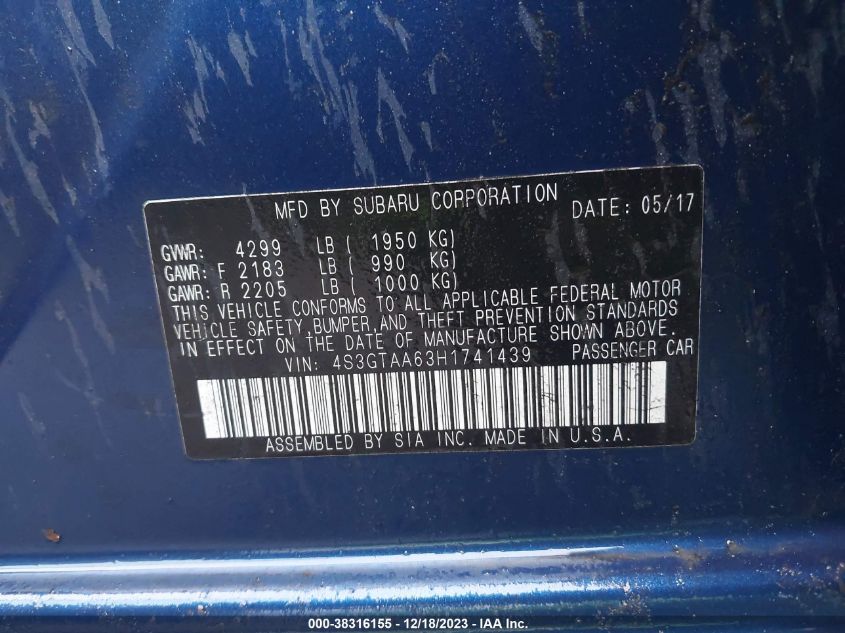 MFD BY SUBARU CORPORATION DATE: 05/17
GVWR: 4299 LB ( 1950 KG)
GAWR: F 2183 LB ( 990 KG)
GAWR: R 2205 LB ( 1000 KG)
THIS VEHICLE CONFORMS TO ALL APPLICABLE FEDERAL MOTOR
VEHICLE SAFETY, BUMPER, AND THEFT PREVENTION STANDARDS
IN EFFECT ON THE DATE OF MANUFACTURE SHOWN ABOVE.
VIN: 4S3GTAA63H1741439 PASSENGER CAR
ASSEMBLED BY SIA INC. MADE IN U.S.A.
000-38316155 - 12/18/2023 - IAA Inc.